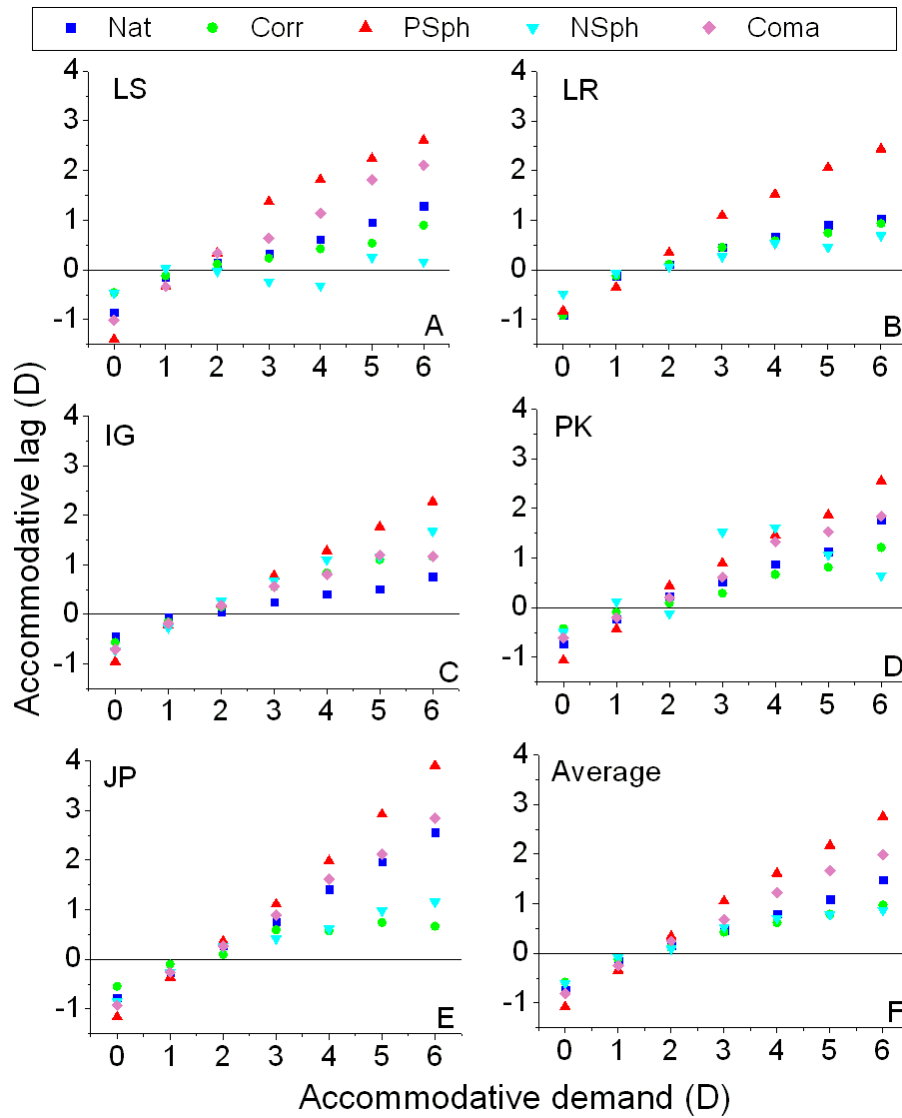 Nat Corr PSph NSph Coma
LS
4
3
2
1
0
-1
0 1 2 3 4 5 6
A
LR
4
3
2
1
0
-1
0 1 2 3 4 5 6
B
IG
4
3
2
1
0
-1
0 1 2 3 4 5 6
C
PK
4
3
2
1
0
-1
0 1 2 3 4 5 6
D
JP
4
3
2
1
0
-1
0 1 2 3 4 5 6
E
Average
4
3
2
1
0
-1
0 1 2 3 4 5 6
F
Accommodative lag (D)
Accommodative demand (D)